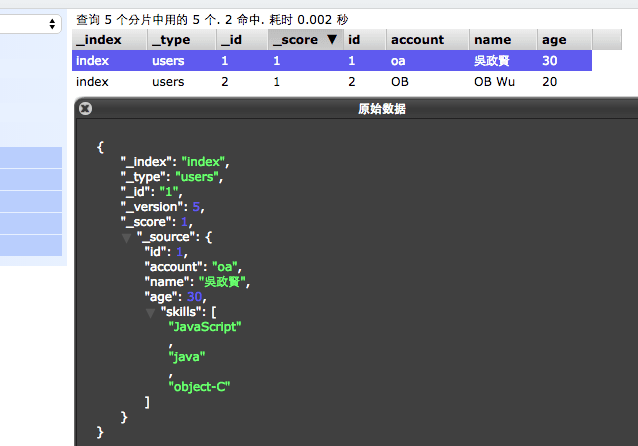 查询 5 个分片中用的 5 个. 2 命中. 耗时 0.002 秒
_index _type _id _score ▼ id account name age
index users 1 1 1 oa 吳政賢 30
index users 2 1 2 OB OB Wu 20
原始数据
{
"_index": "index",
"_type": "users",
"_id": "1",
"_version": 5,
"_score": 1,
"_source": {
"id": 1,
"account": "oa",
"name": "吳政賢",
"age": 30,
"skills": [
"JavaScript"
,
"java"
,
"object-C"
]
}
}